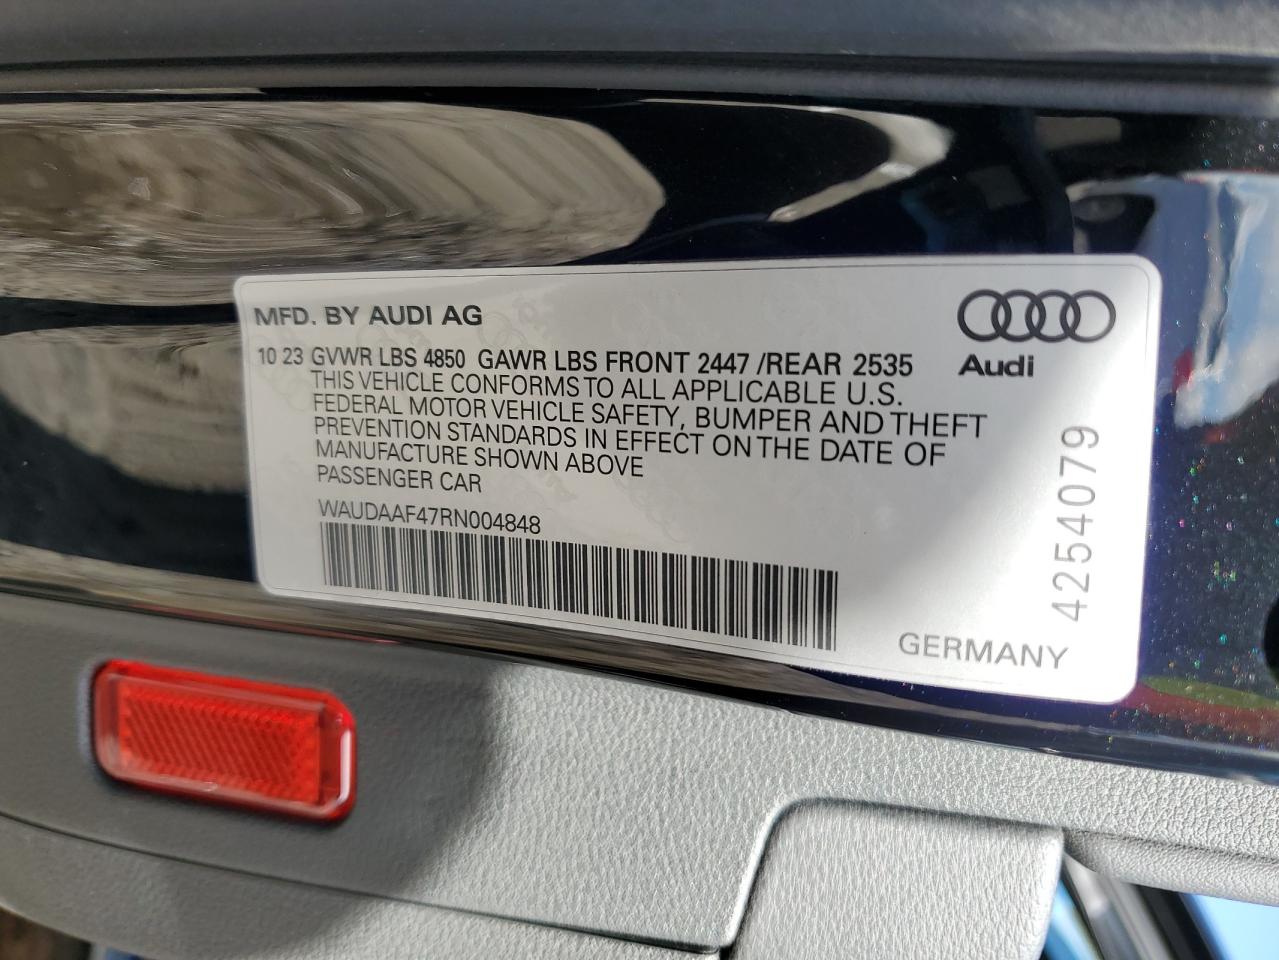 MFD. BY AUDI AG
Audi
10 23 GVWR LBS 4850 GAWR LBS FRONT 2447 /REAR 2535
THIS VEHICLE CONFORMS TO ALL APPLICABLE U.S.
FEDERAL MOTOR VEHICLE SAFETY, BUMPER AND THEFT
PREVENTION STANDARDS IN EFFECT ON THE DATE OF
MANUFACTURE SHOWN ABOVE
PASSENGER CAR
WAUDAAF47RN004848
GERMANY
4254079